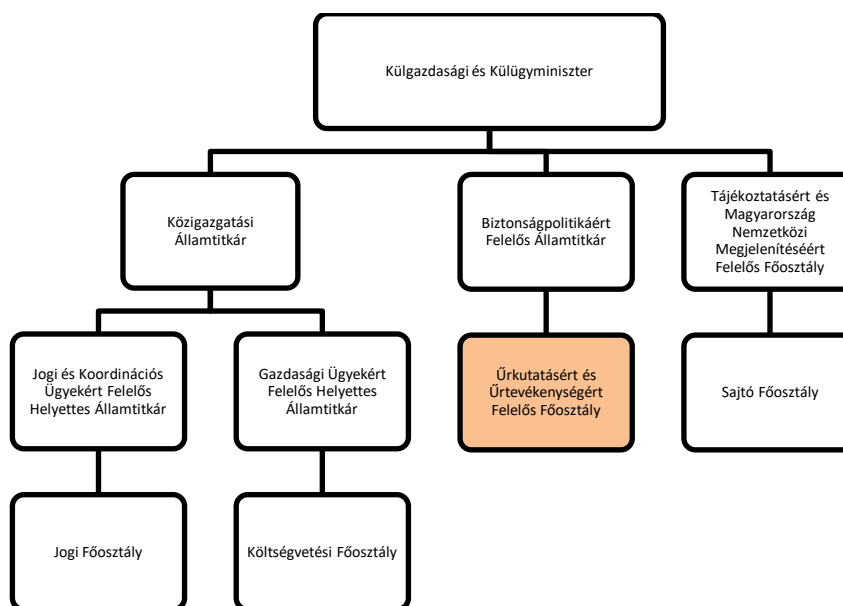 Külgazdasági és Külügyminiszter
Közigazgatási
Államtitkár
Biztonságpolitikáért
Felelős Államtitkár
Tájékoztatásért és
Magyarország
Nemzetközi
Megjelenítéséért
Felelős Főosztály
Jogi és Koordinációs
Ügyekért Felelős
Helyettes Államtitkár
Gazdasági Ügyekért
Felelős Helyettes
Államtitkár
Űrkutatásért és
Űrtevékenységért
Felelős Főosztály
Sajtó Főosztály
Jogi Főosztály
Költségvetési Főosztály